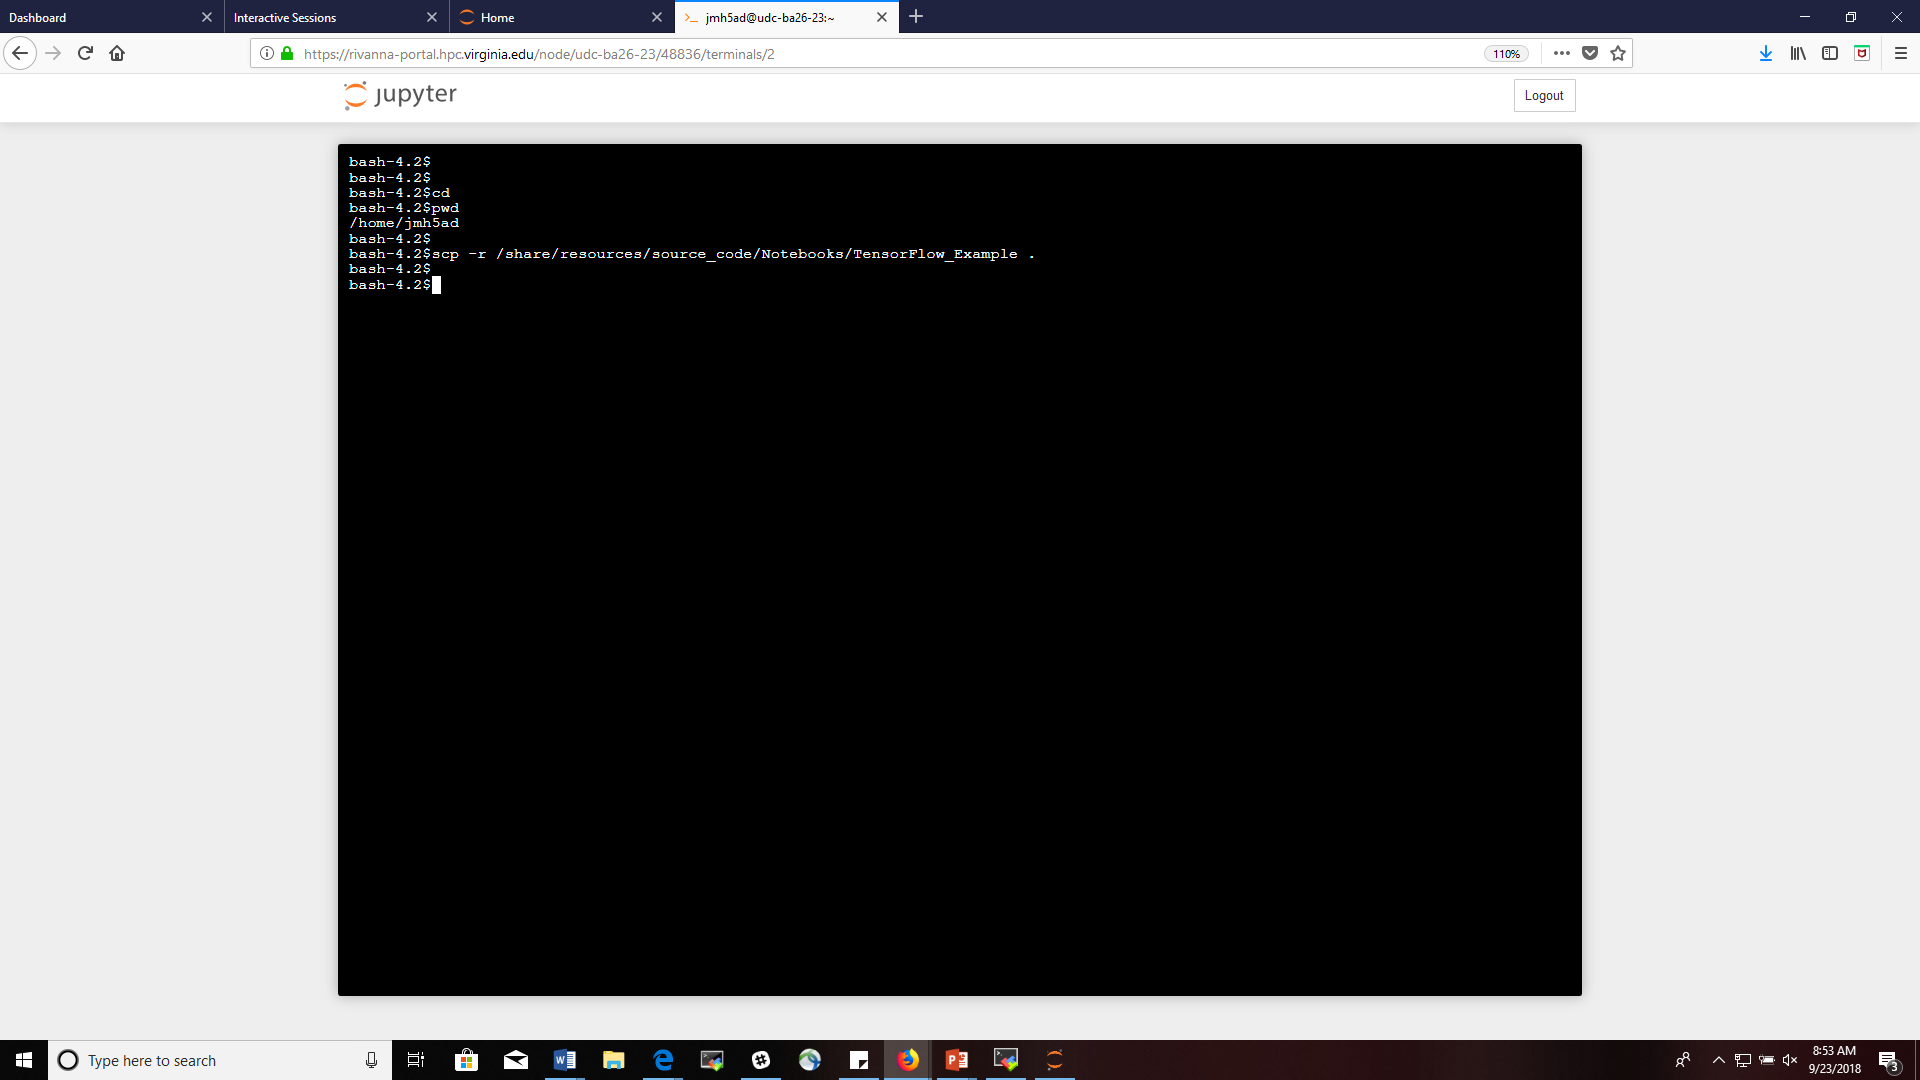 Dashboard
Interactive Sessions
Home
jmh5ad@udc-ba26-23:~
https://rivanna-portal.hpc.virginia.edu/node/udc-ba26-23/48836/terminals/2
110%
jupyter
Logout
bash-4.2$
bash-4.2$
bash-4.2$cd
bash-4.2$pwd
/home/jmh5ad
bash-4.2$
bash-4.2$scp -r /share/resources/source_code/Notebooks/TensorFlow_Example .
bash-4.2$
bash-4.2$
Type here to search
8:53 AM
9/23/2018
3